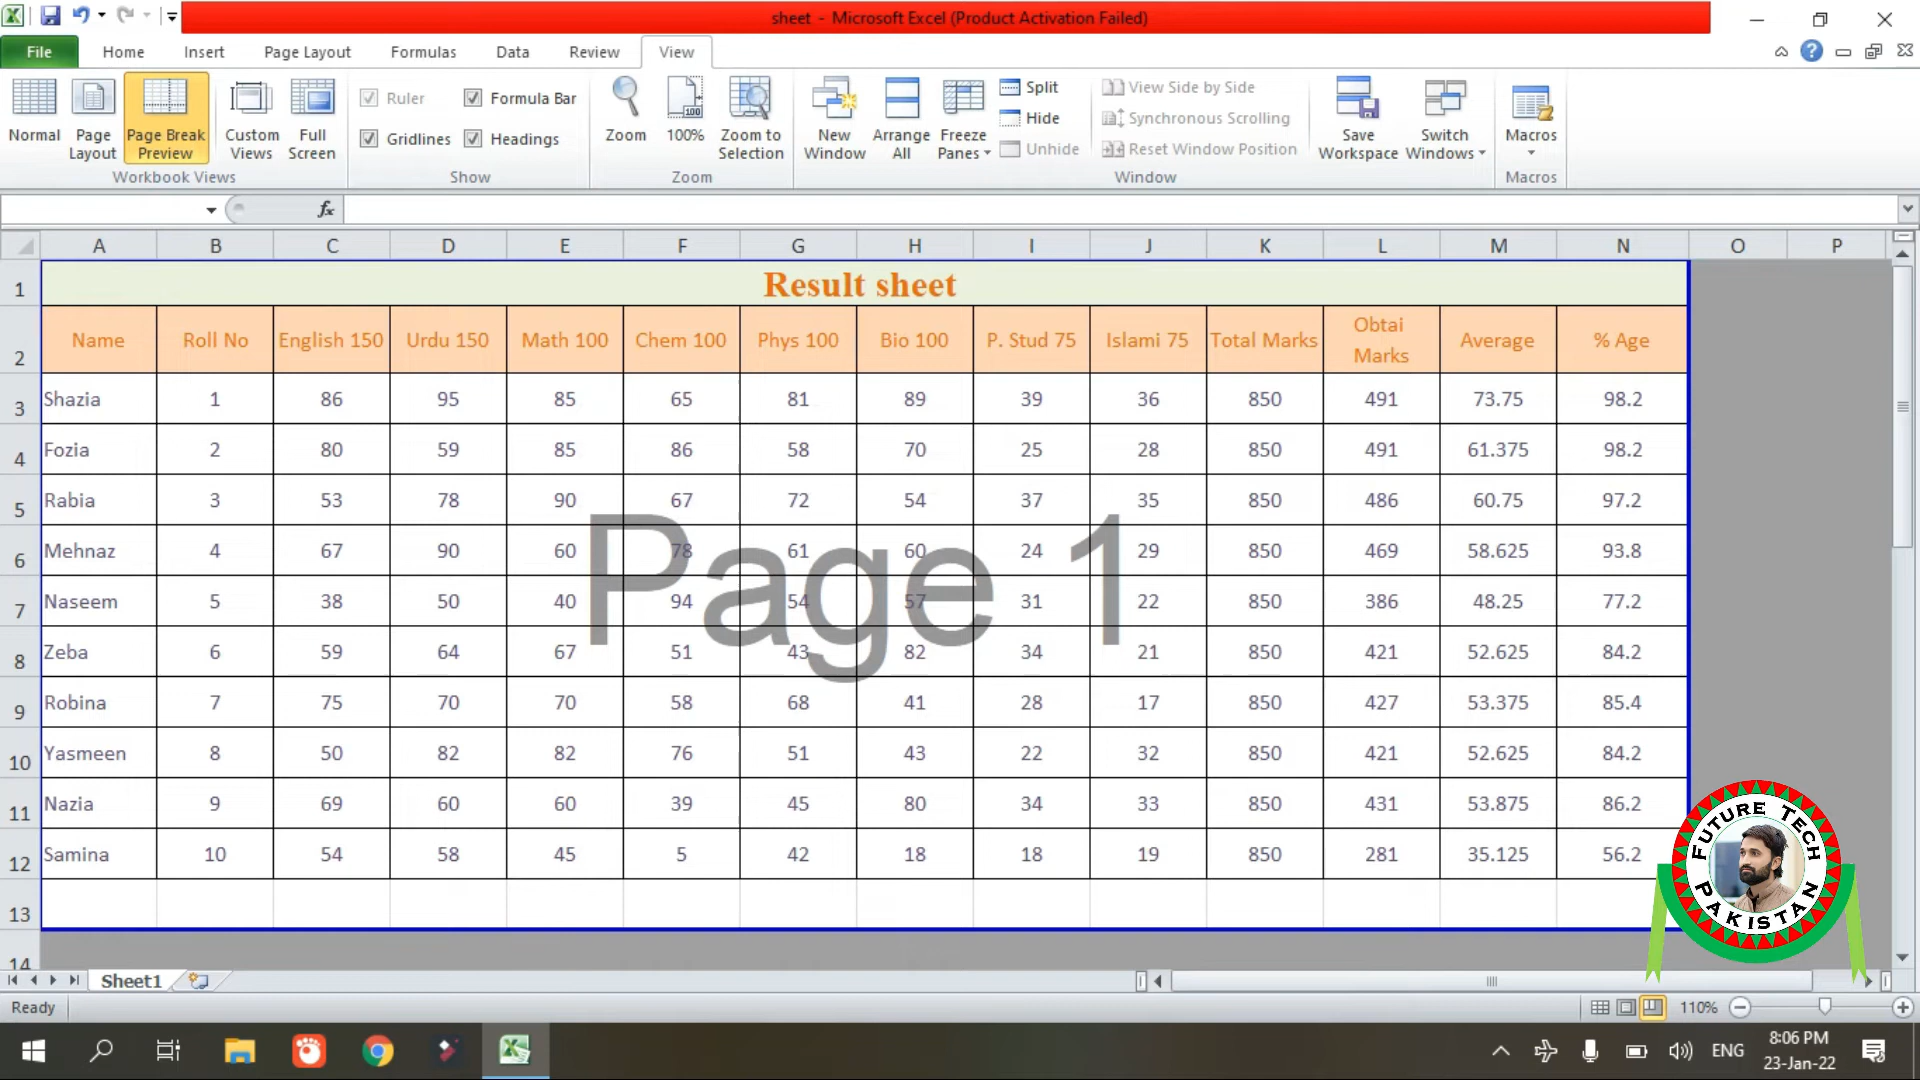 sheet - Microsoft Excel (Product Activation Failed)
File Home Insert Page Layout Formulas Data Review View
Normal Page Layout Page Break Preview Custom Views Full Screen
Workbook Views
Ruler Formula Bar
Gridlines Headings
Show
Zoom 100% Zoom to Selection
Zoom
New Window Arrange All Freeze Panes
Split
Hide
Unhide
View Side by Side
Synchronous Scrolling
Reset Window Position
Save Workspace Switch Windows
Window
Macros
Macros
fx
A B C D E F G H I J K L M N O P
1 Result sheet
2 Name Roll No English 150 Urdu 150 Math 100 Chem 100 Phys 100 Bio 100 P. Stud 75 Islami 75 Total Marks Obtai Marks Average % Age
3 Shazia 1 86 95 85 65 81 89 39 36 850 491 73.75 98.2
4 Fozia 2 80 59 85 86 58 70 25 28 850 491 61.375 98.2
5 Rabia 3 53 78 90 67 72 54 37 35 850 486 60.75 97.2
6 Mehnaz 4 67 90 60 78 61 60 24 29 850 469 58.625 93.8
7 Naseem 5 38 50 40 94 54 57 31 22 850 386 48.25 77.2
8 Zeba 6 59 64 67 51 43 82 34 21 850 421 52.625 84.2
9 Robina 7 75 70 70 58 68 41 28 17 850 427 53.375 85.4
10 Yasmeen 8 50 82 82 76 51 43 22 32 850 421 52.625 84.2
11 Nazia 9 69 60 60 39 45 80 34 33 850 431 53.875 86.2
12 Samina 10 54 58 45 5 42 18 18 19 850 281 35.125 56.2
13
14
Page 1
FUTURE TECH
PAKISTAN
Sheet1
Ready
110%
ENG
8:06 PM
23-Jan-22